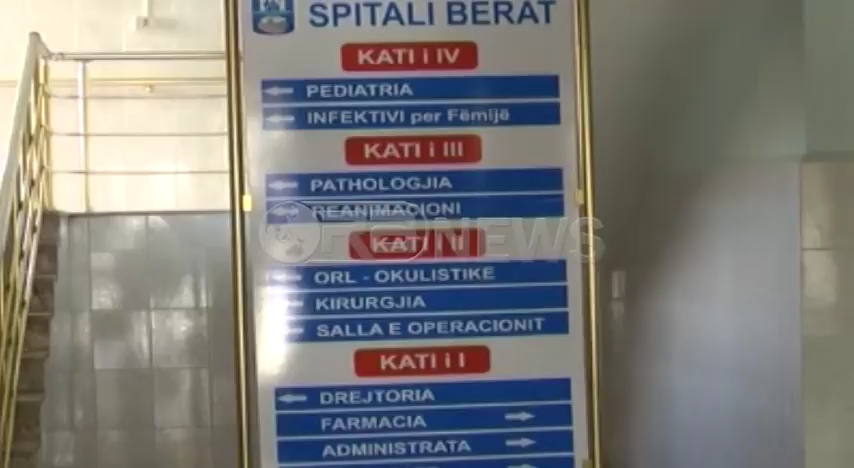 SPITALI BERAT
KATI i IV
PEDIATRIA
INFEKTIVI per Fëmijë
KATI i III
PATHOLOGJIA
REANIMACIONI
KATI i II
ORL - OKULISTIKE
KIRURGJIA
SALLA E OPERACIONIT
KATI i I
DREJTORIA
FARMACIA
ADMINISTRATA
NEWS